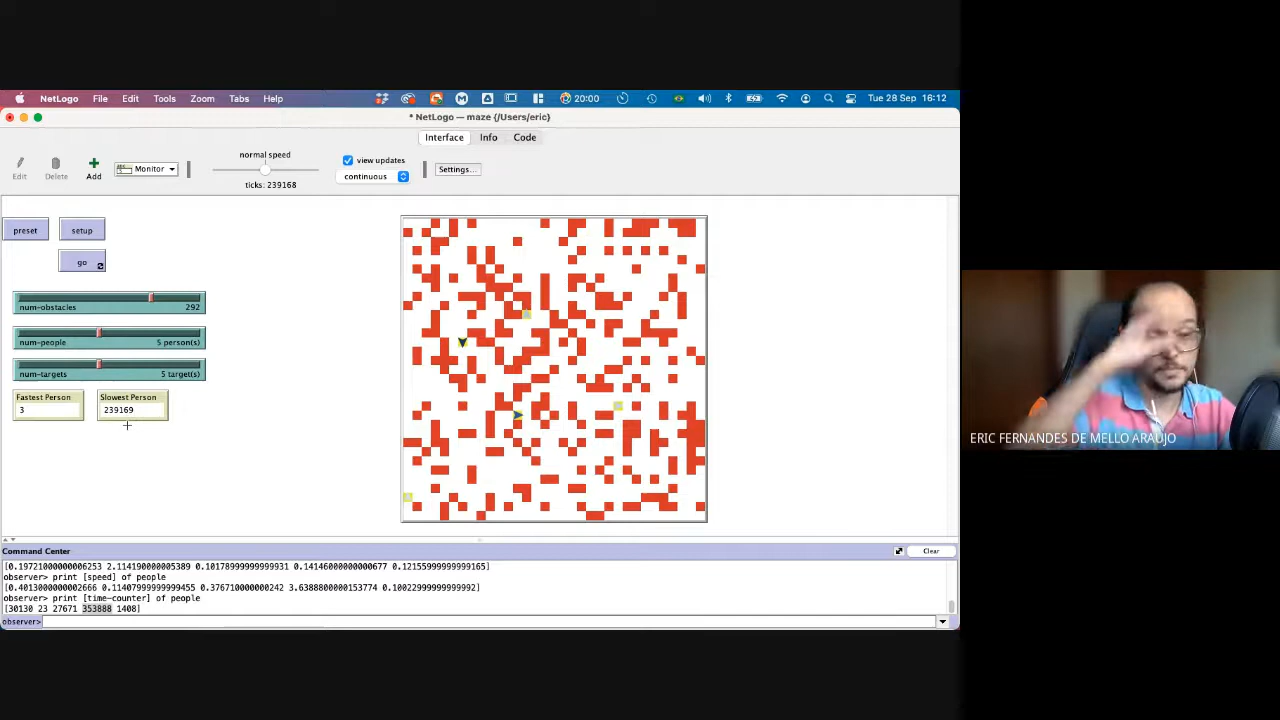 NetLogo File Edit Tools Zoom Tabs Help 20:00 Tue 28 Sep 16:12
* NetLogo — maze {/Users/eric}
Interface Info Code
normal speed
view updates
Edit Delete Add Monitor continuous Settings...
ticks: 239168
preset setup
go
num-obstacles 292
num-people 5 person(s)
num-targets 5 target(s)
Fastest Person Slowest Person
3 239169
ERIC FERNANDES DE MELLO ARAUJO
Command Center Clear
[0.19721000000006253 2.114190000005389 0.10178999999999931 0.14146000000000677 0.12155999999999165]
observer> print [speed] of people
[0.4013000000002666 0.11407999999999455 0.376710000000242 3.6388800000153774 0.10022999999999992]
observer> print [time-counter] of people
[30130 23 27671 353888 1408]
observer>